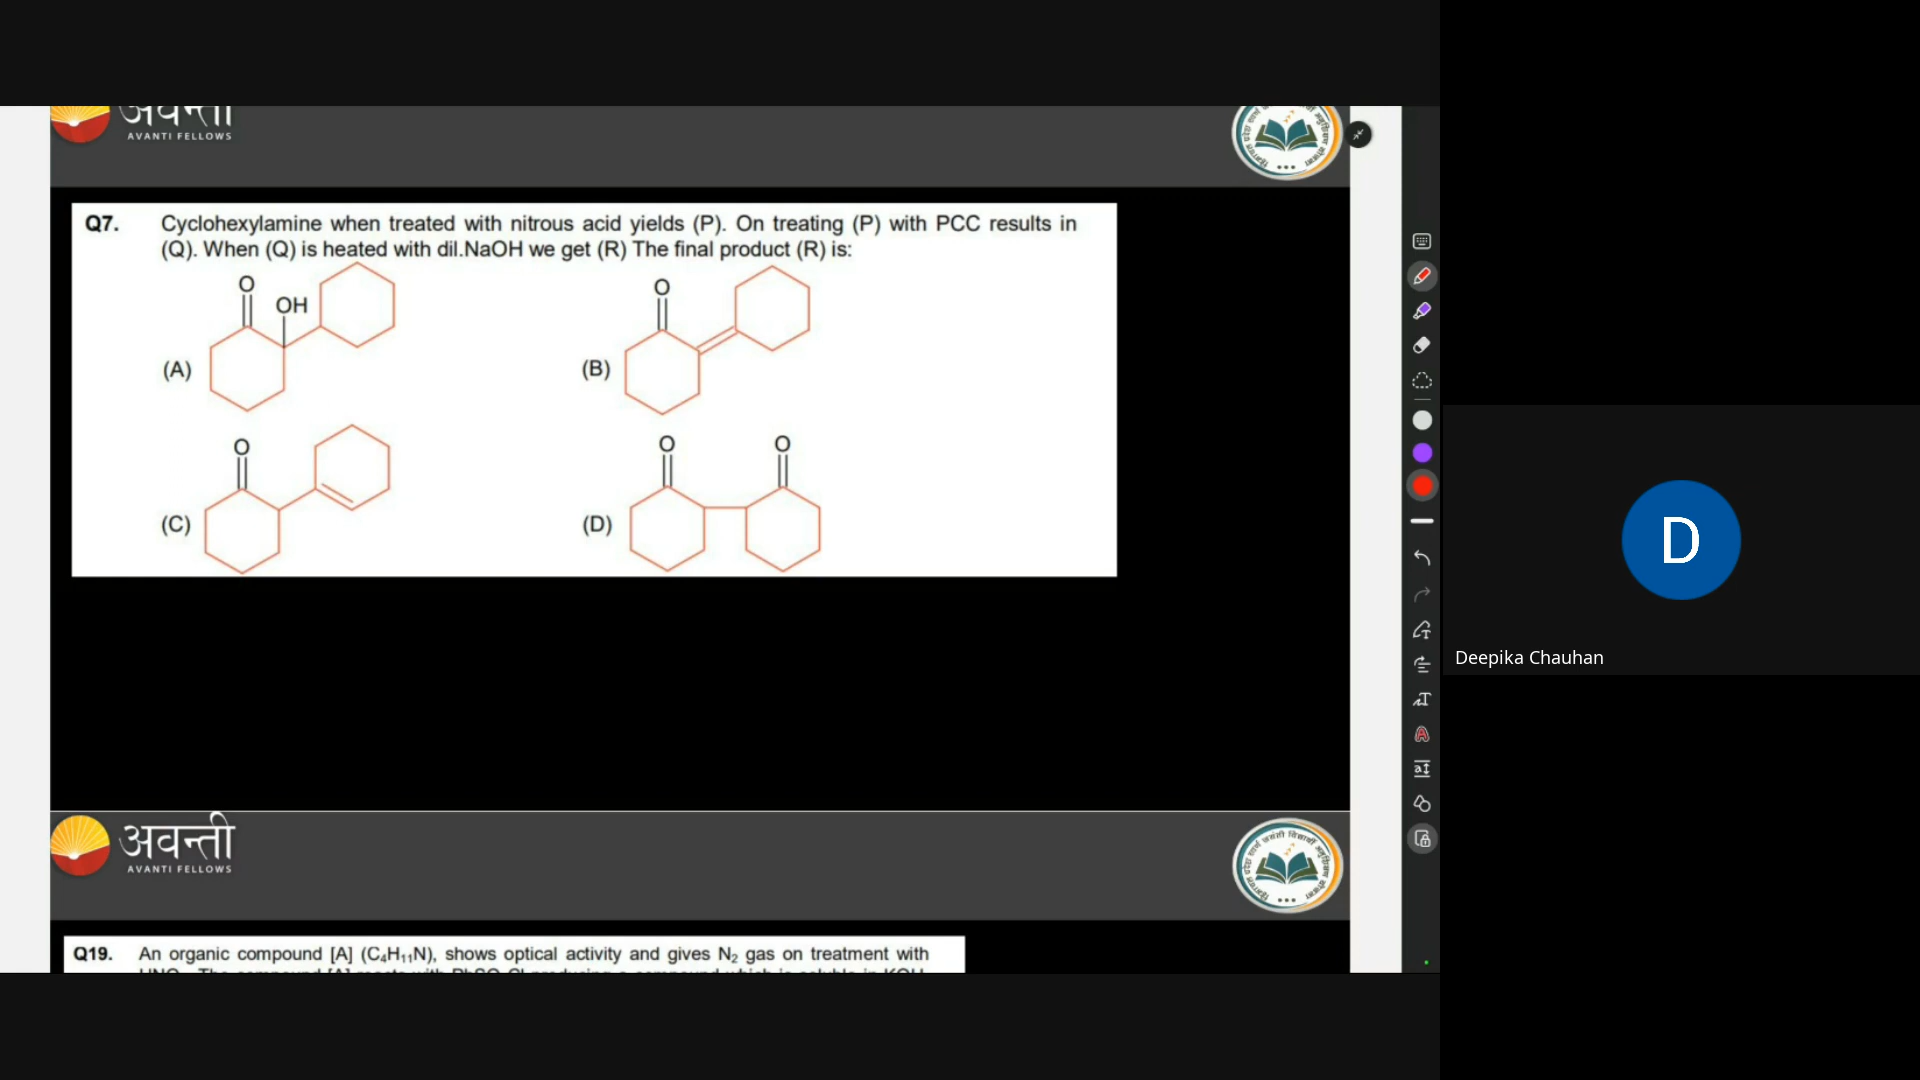 अवन्ती
AVANTI FELLOWS
Q7. Cyclohexylamine when treated with nitrous acid yields (P). On treating (P) with PCC results in
(Q). When (Q) is heated with dil.NaOH we get (R) The final product (R) is:
O
OH
(A)
O
(B)
O
(C)
O O
(D)
D
Deepika Chauhan
अवन्ती
AVANTI FELLOWS
Q19. An organic compound [A] (C₄H₁₁N), shows optical activity and gives N₂ gas on treatment with